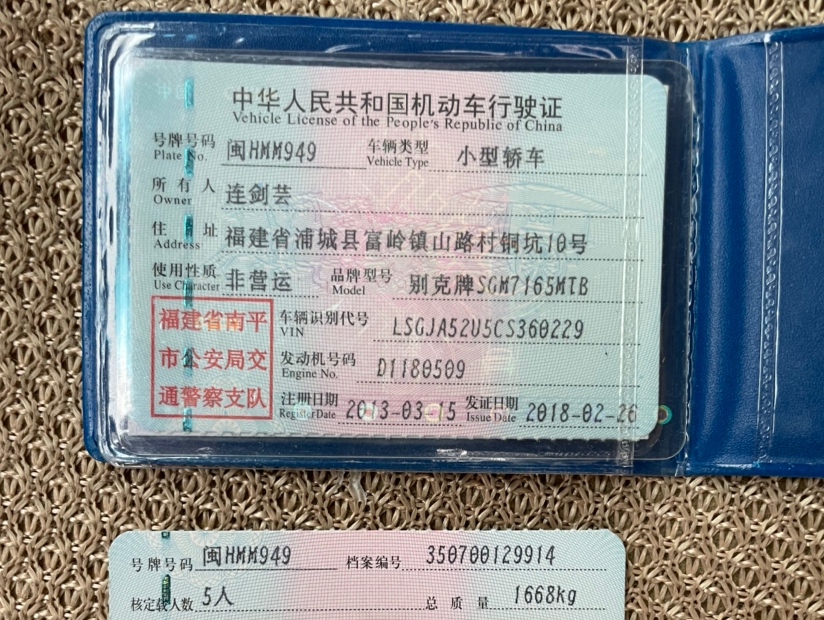 中华人民共和国机动车行驶证
Vehicle License of the People's Republic of China
号牌号码 闽HMM949 车辆类型 小型轿车
Plate No. Vehicle Type
所有人 连剑芸
Owner
住址 福建省浦城县富岭镇山路村铜坑10号
Address
使用性质 非营运 品牌型号 别克牌SGM7165MTB
Use Character Model
福建省南平
市公安局交
通警察支队
车辆识别代号 LSGJA52U5CS360229
VIN
发动机号码 D1180509
Engine No.
注册日期 2013-03-15 发证日期 2018-02-26
Register Date Issue Date
号牌号码 闽HMM949 档案编号 350700129914
核定载人数 5人 总质量 1668kg